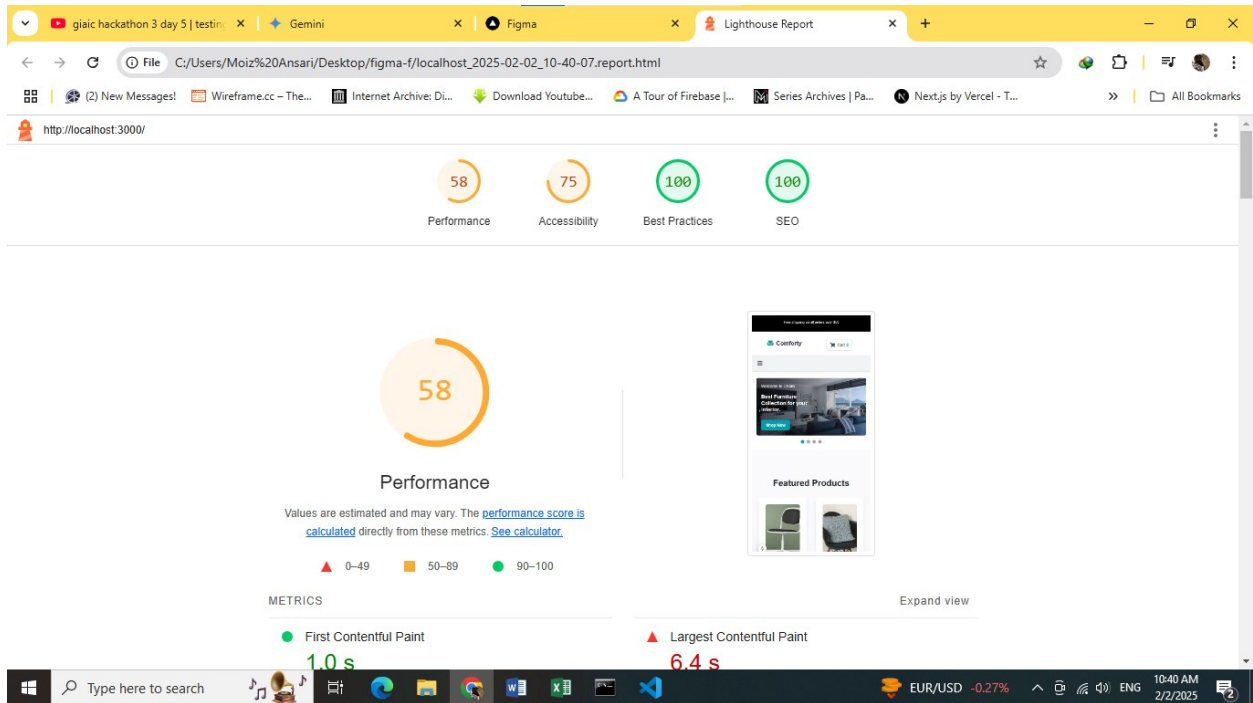 giaic hackathon 3 day 5 | testin
Gemini
Figma
Lighthouse Report
File
C:/Users/Moiz%20Ansari/Desktop/figma-f/localhost_2025-02-02_10-40-07.report.html
(2) New Messages!
Wireframe.cc – The...
Internet Archive: Di...
Download Youtube...
A Tour of Firebase |...
Series Archives | Pa...
Next.js by Vercel - T...
»
All Bookmarks
http://localhost:3000/
58
75
100
100
Performance
Accessibility
Best Practices
SEO
58
Performance
Values are estimated and may vary. The performance score is
calculated directly from these metrics. See calculator.
0–49
50–89
90–100
Comforty
Best Furniture
Collection for your
interior.
Shop Now
Featured Products
METRICS
Expand view
First Contentful Paint
1.0 s
Largest Contentful Paint
6.4 s
Type here to search
EUR/USD -0.27%
ENG
10:40 AM
2/2/2025
2